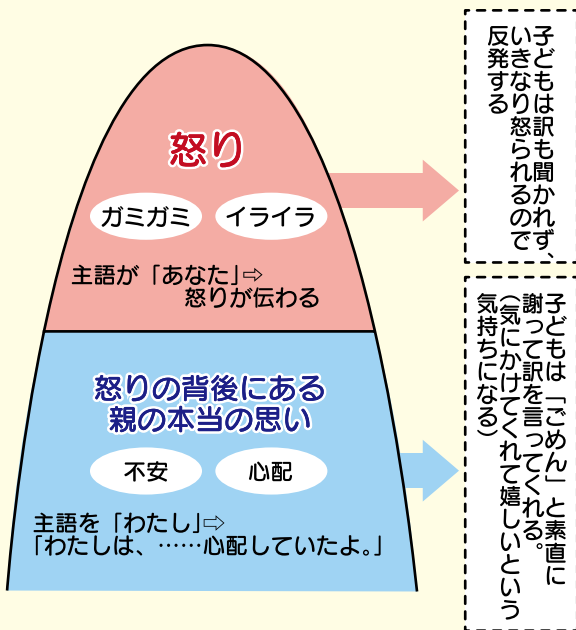 怒り
ガミガミ
イライラ
主語が「あなた」⇨
怒りが伝わる
子どもは訳も聞かれず、
いきなり怒られるので
反発する
怒りの背後にある
親の本当の思い
不安
心配
主語を「わたし」⇨
「わたしは、……心配していたよ。」
子どもは「ごめん」と素直に
謝って訳を言ってくれる。
(気にかけてくれて嬉しいという
気持ちになる)